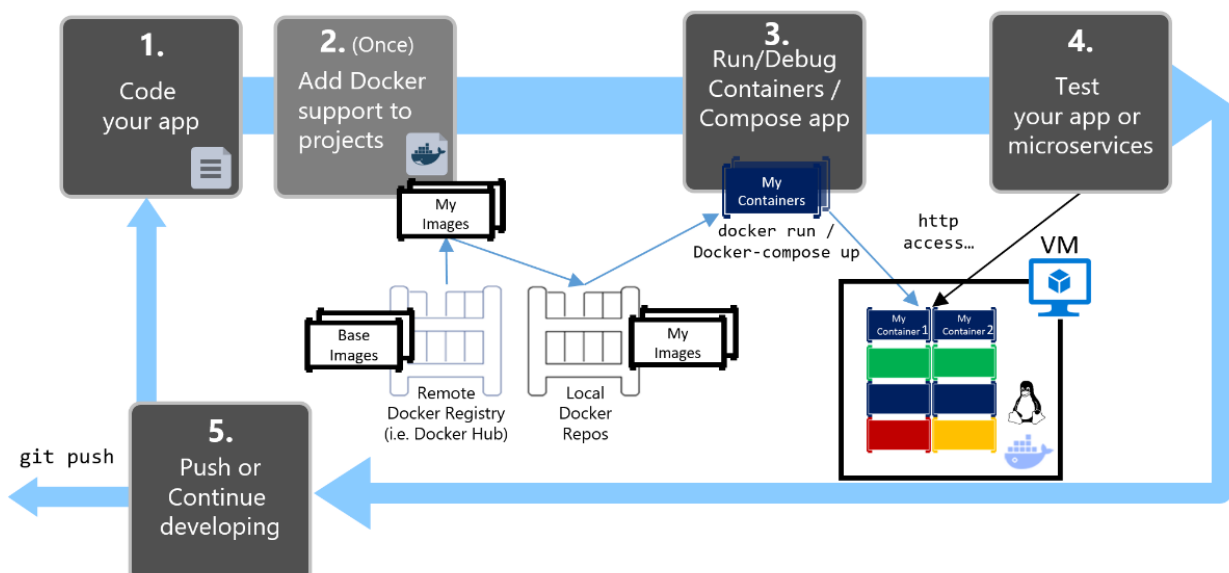 1.
Code
your app
2. (Once)
Add Docker
support to
projects
My
Images
3.
Run/Debug
Containers /
Compose app
My
Containers
docker run /
Docker-compose up
4.
Test
your app or
microservices
http
access…
VM
My
Container 1
My
Container 2
Base
Images
Remote
Docker Registry
(i.e. Docker Hub)
My
Images
Local
Docker
Repos
5.
Push or
Continue
developing
git push